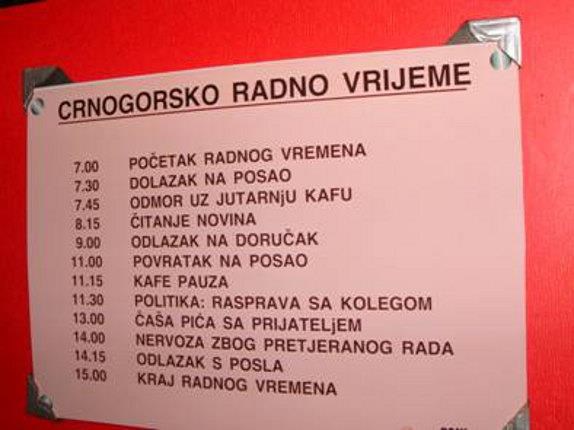 CRNOGORSKO RADNO VRIJEME
7.00 POČETAK RADNOG VREMENA
7.30 DOLAZAK NA POSAO
7.45 ODMOR UZ JUTARNjU KAFU
8.15 ČITANJE NOVINA
9.00 ODLAZAK NA DORUČAK
11.00 POVRATAK NA POSAO
11.15 KAFE PAUZA
11.30 POLITIKA: RASPRAVA SA KOLEGOM
13.00 ČAŠA PIĆA SA PRIJATELjEM
14.00 NERVOZA ZBOG PRETJERANOG RADA
14.15 ODLAZAK S POSLA
15.00 KRAJ RADNOG VREMENA